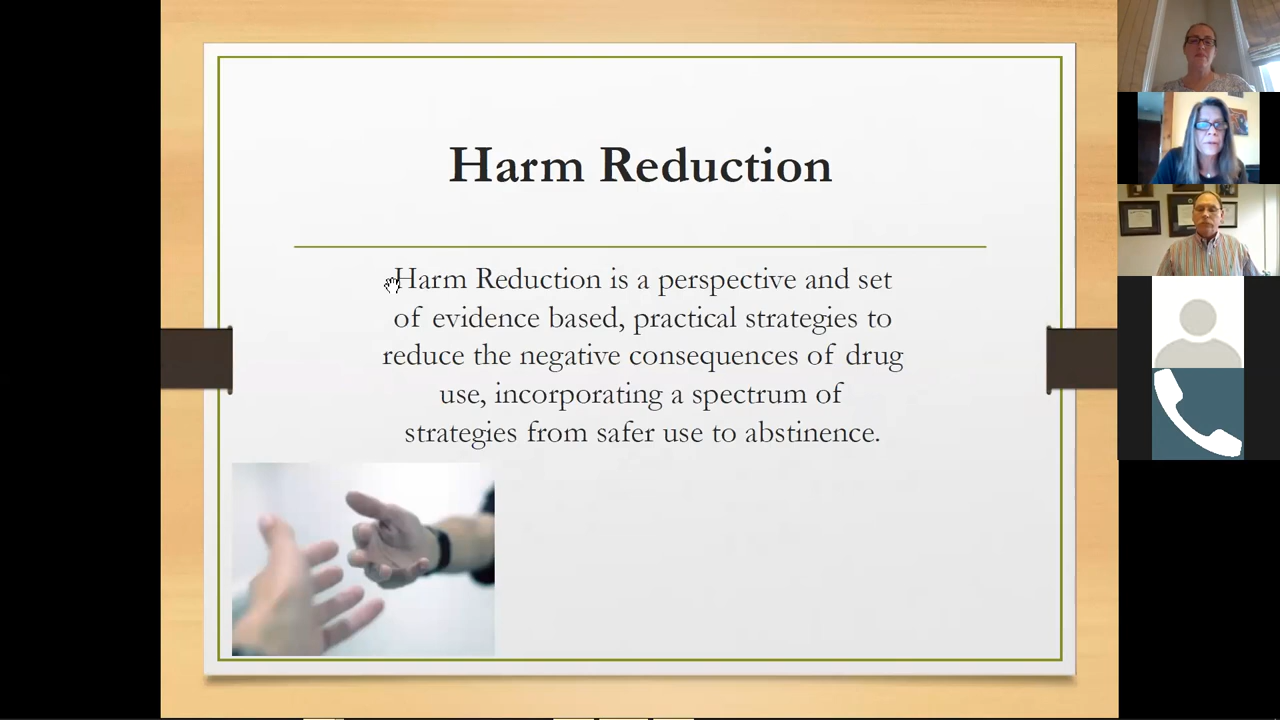 Harm Reduction
Harm Reduction is a perspective and set
of evidence based, practical strategies to
reduce the negative consequences of drug
use, incorporating a spectrum of
strategies from safer use to abstinence.